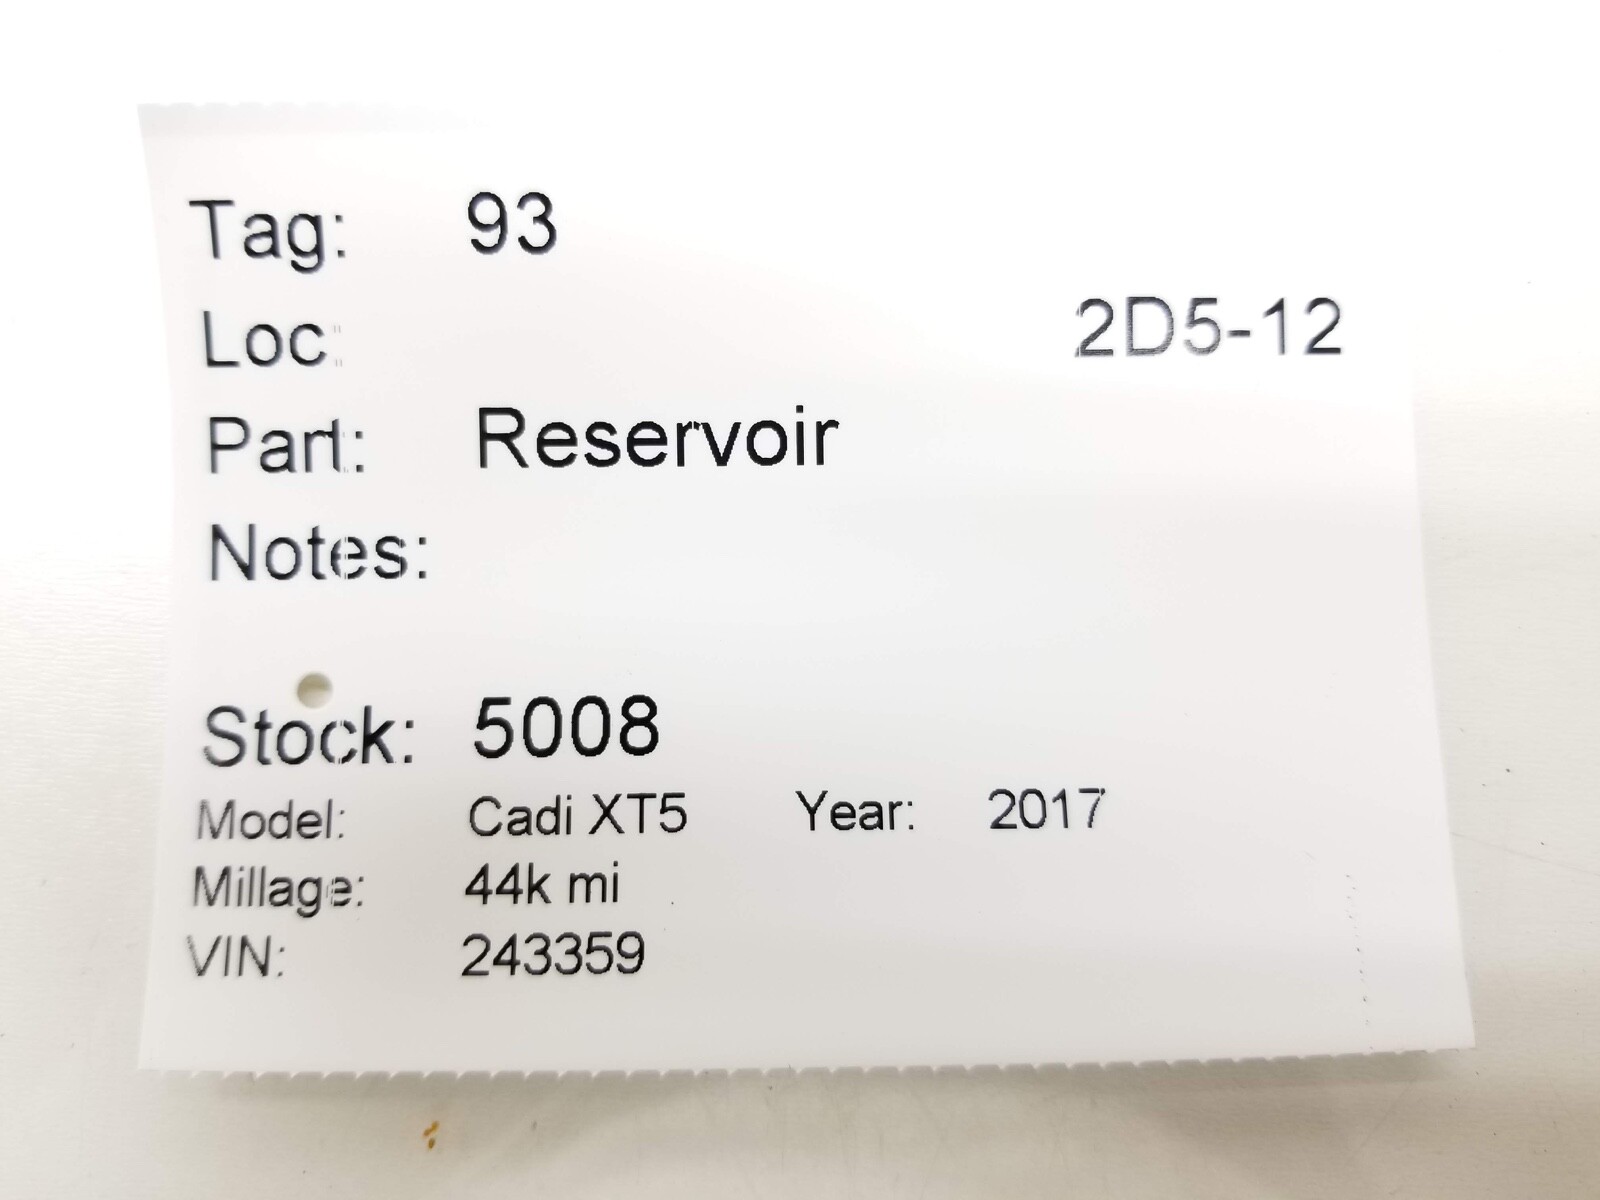 Tag: 93
Loc: 2D5-12
Part: Reservoir
Notes:
Stock: 5008
Model: Cadi XT5 Year: 2017
Millage: 44k mi
VIN: 243359